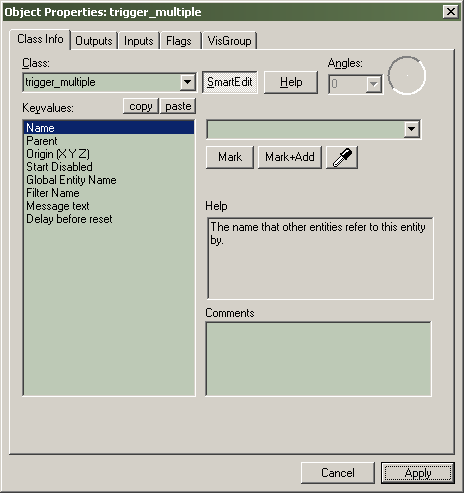 Object Properties: trigger_multiple
Class Info Outputs Inputs Flags VisGroup
Class: Angles:
trigger_multiple SmartEdit Help 0
Keyvalues: copy paste
Name
Parent
Origin (X Y Z)
Start Disabled
Global Entity Name
Filter Name
Message text
Delay before reset
Mark Mark+Add
Help
The name that other entities refer to this entity
by.
Comments
Cancel Apply